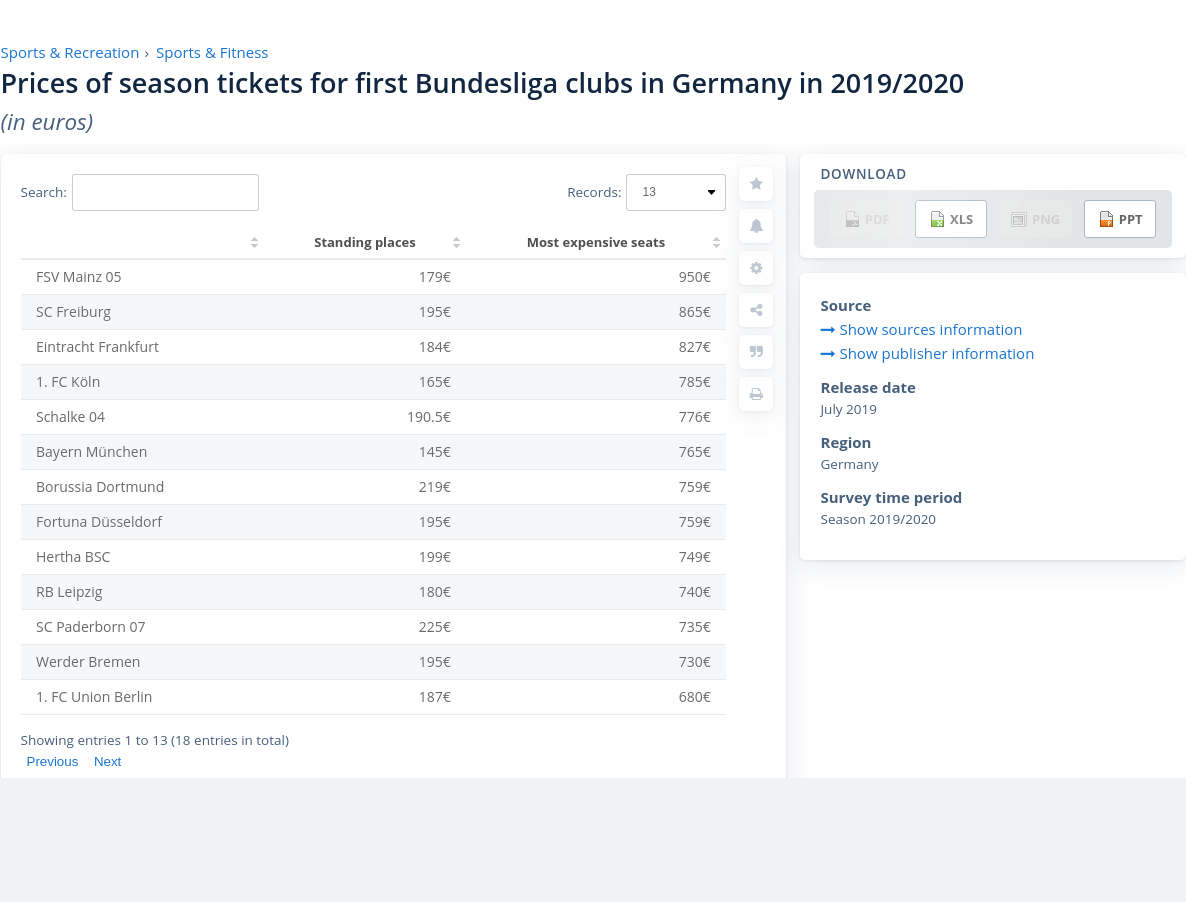 Sports & Recreation › Sports & Fitness
Prices of season tickets for first Bundesliga clubs in Germany in 2019/2020
(in euros)
Search:
Records: 13
Standing places Most expensive seats
FSV Mainz 05 179€ 950€
SC Freiburg 195€ 865€
Eintracht Frankfurt 184€ 827€
1. FC Köln 165€ 785€
Schalke 04 190.5€ 776€
Bayern München 145€ 765€
Borussia Dortmund 219€ 759€
Fortuna Düsseldorf 195€ 759€
Hertha BSC 199€ 749€
RB Leipzig 180€ 740€
SC Paderborn 07 225€ 735€
Werder Bremen 195€ 730€
1. FC Union Berlin 187€ 680€
Showing entries 1 to 13 (18 entries in total)
Previous Next
DOWNLOAD
PDF XLS PNG PPT
Source
Show sources information
Show publisher information
Release date
July 2019
Region
Germany
Survey time period
Season 2019/2020